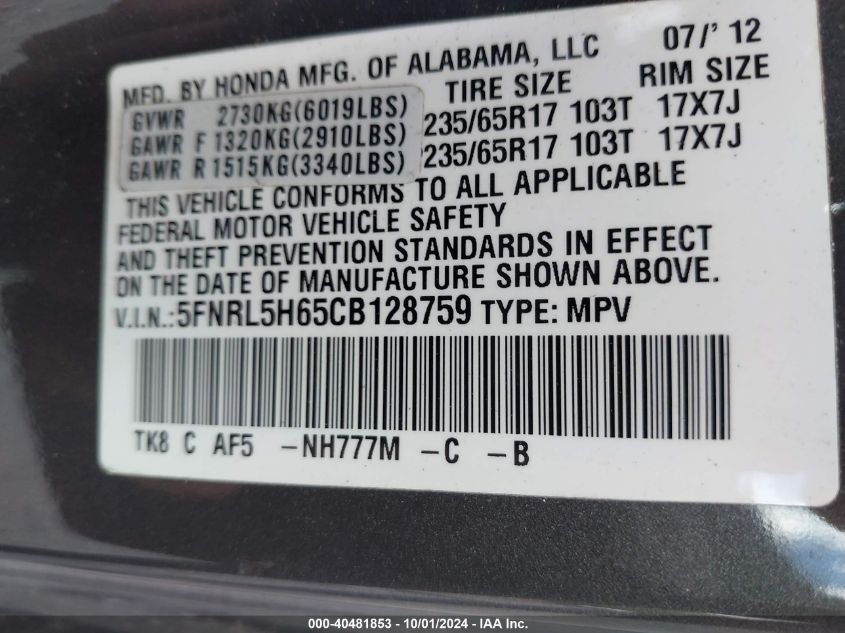 MFD. BY HONDA MFG. OF ALABAMA, LLC 07/' 12
TIRE SIZE RIM SIZE
GVWR 2730KG(6019LBS)
GAWR F 1320KG(2910LBS) 235/65R17 103T 17X7J
GAWR R 1515KG(3340LBS) 235/65R17 103T 17X7J
THIS VEHICLE CONFORMS TO ALL APPLICABLE
FEDERAL MOTOR VEHICLE SAFETY
AND THEFT PREVENTION STANDARDS IN EFFECT
ON THE DATE OF MANUFACTURE SHOWN ABOVE.
V.I.N.:5FNRL5H65CB128759 TYPE: MPV
TK8 C AF5 -NH777M -C -B
000-40481853 - 10/01/2024 - IAA Inc.